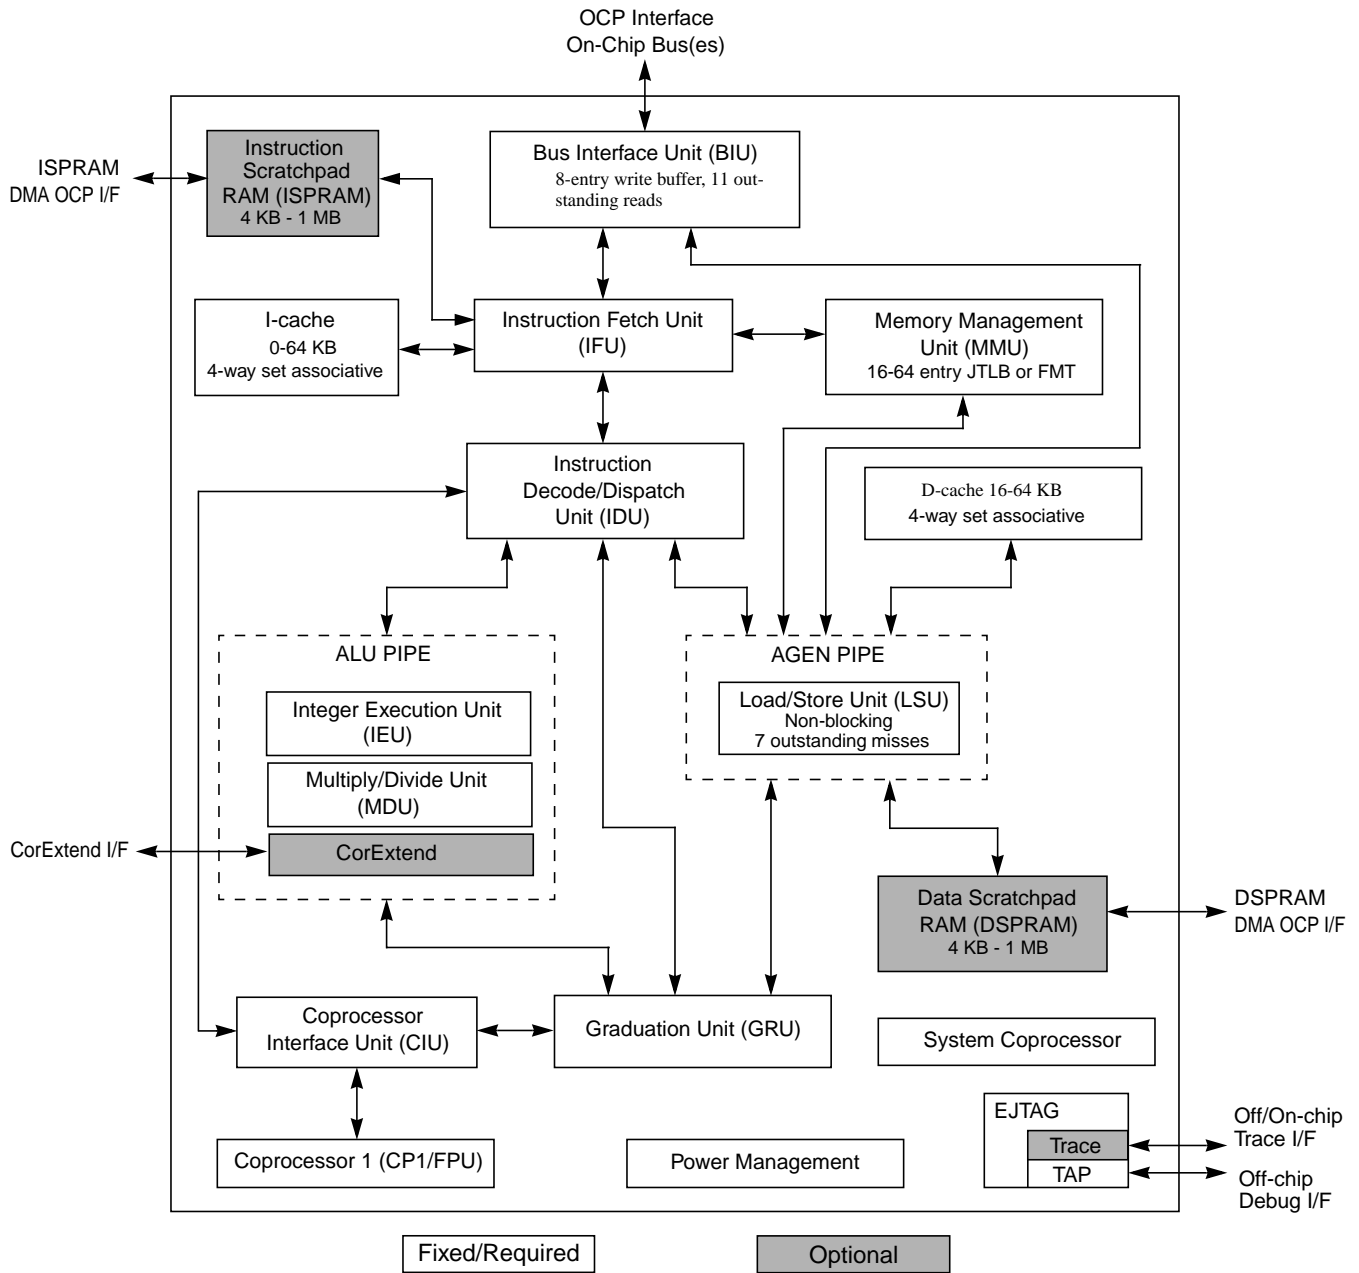 OCP Interface
On-Chip Bus(es)
Instruction
Scratchpad
RAM (ISPRAM)
4 KB - 1 MB
ISPRAM
DMA OCP I/F
Bus Interface Unit (BIU)
8-entry write buffer, 11 out-
standing reads
I-cache
0-64 KB
4-way set associative
Instruction Fetch Unit
(IFU)
Memory Management
Unit (MMU)
16-64 entry JTLB or FMT
Instruction
Decode/Dispatch
Unit (IDU)
D-cache 16-64 KB
4-way set associative
ALU PIPE
Integer Execution Unit
(IEU)
Multiply/Divide Unit
(MDU)
CorExtend
CorExtend I/F
AGEN PIPE
Load/Store Unit (LSU)
Non-blocking
7 outstanding misses
Data Scratchpad
RAM (DSPRAM)
4 KB - 1 MB
DSPRAM
DMA OCP I/F
Coprocessor
Interface Unit (CIU)
Graduation Unit (GRU)
System Coprocessor
Coprocessor 1 (CP1/FPU)
Power Management
EJTAG
Trace
TAP
Off/On-chip
Trace I/F
Off-chip
Debug I/F
Fixed/Required
Optional